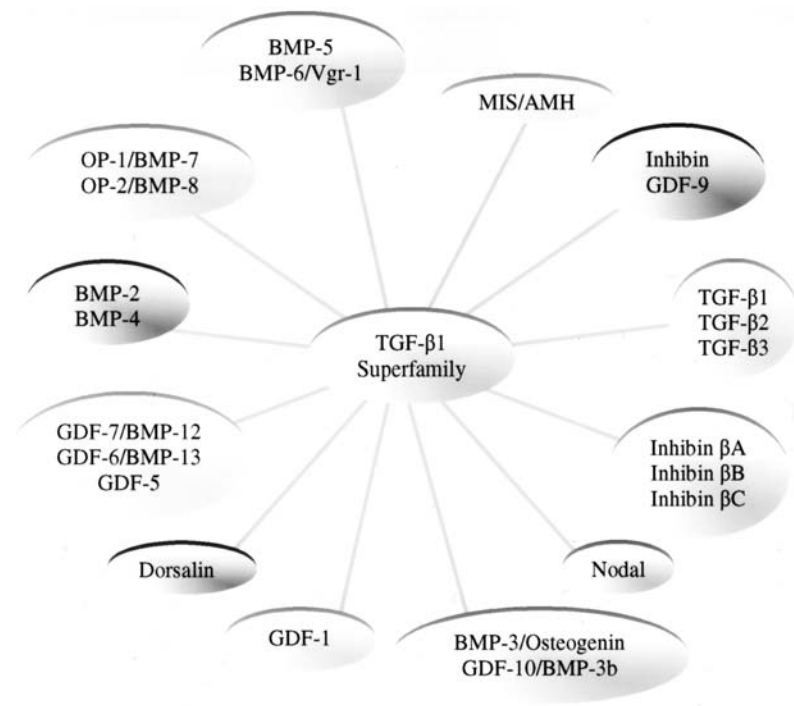 BMP-5
BMP-6/Vgr-1
MIS/AMH
OP-1/BMP-7
OP-2/BMP-8
Inhibin
GDF-9
BMP-2
BMP-4
TGF-β1
TGF-β2
TGF-β3
TGF-β1
Superfamily
GDF-7/BMP-12
GDF-6/BMP-13
GDF-5
Inhibin βA
Inhibin βB
Inhibin βC
Dorsalin
Nodal
GDF-1
BMP-3/Osteogenin
GDF-10/BMP-3b